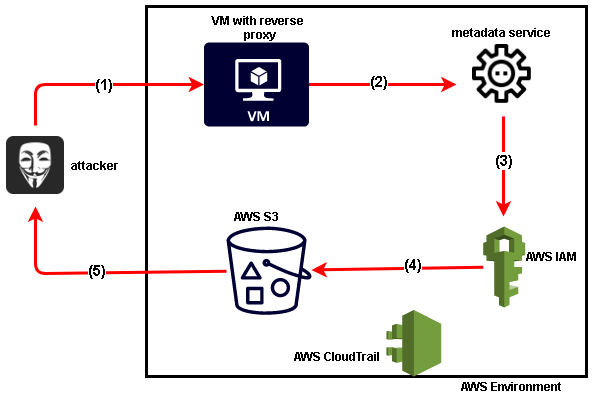 VM with reverse
proxy
metadata service
(1)
(2)
VM
(3)
attacker
AWS S3
AWS IAM
(4)
(5)
AWS CloudTrail
AWS Environment